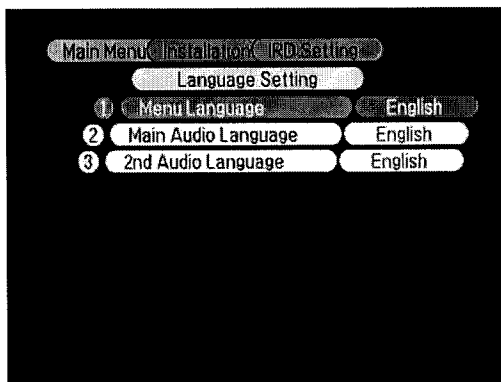 Main Menu Installation IRD Setting
Language Setting
1 Menu Language English
2 Main Audio Language English
3 2nd Audio Language English